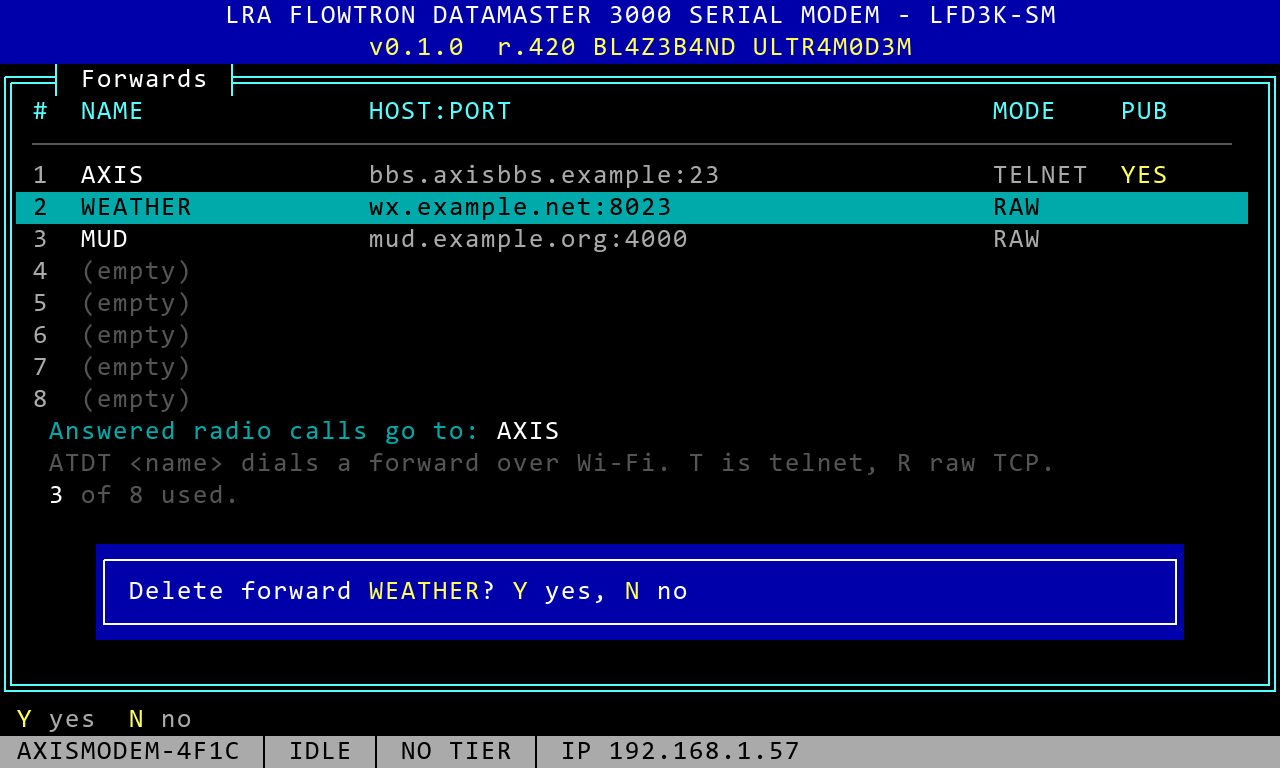 LRA FLOWTRON DATAMASTER 3000 SERIAL MODEM - LFD3K-SM
v0.1.0  r.420 BL4Z3B4ND ULTR4M0D3M
Forwards
#  NAME  HOST:PORT  MODE  PUB
1  AXIS  bbs.axisbbs.example:23  TELNET  YES
2  WEATHER  wx.example.net:8023  RAW
3  MUD  mud.example.org:4000  RAW
4  (empty)
5  (empty)
6  (empty)
7  (empty)
8  (empty)
Answered radio calls go to: AXIS
ATDT <name> dials a forward over Wi-Fi. T is telnet, R raw TCP.
3 of 8 used.
Delete forward WEATHER? Y yes, N no
Y yes  N no
AXISMODEM-4F1C  IDLE  NO TIER  IP 192.168.1.57